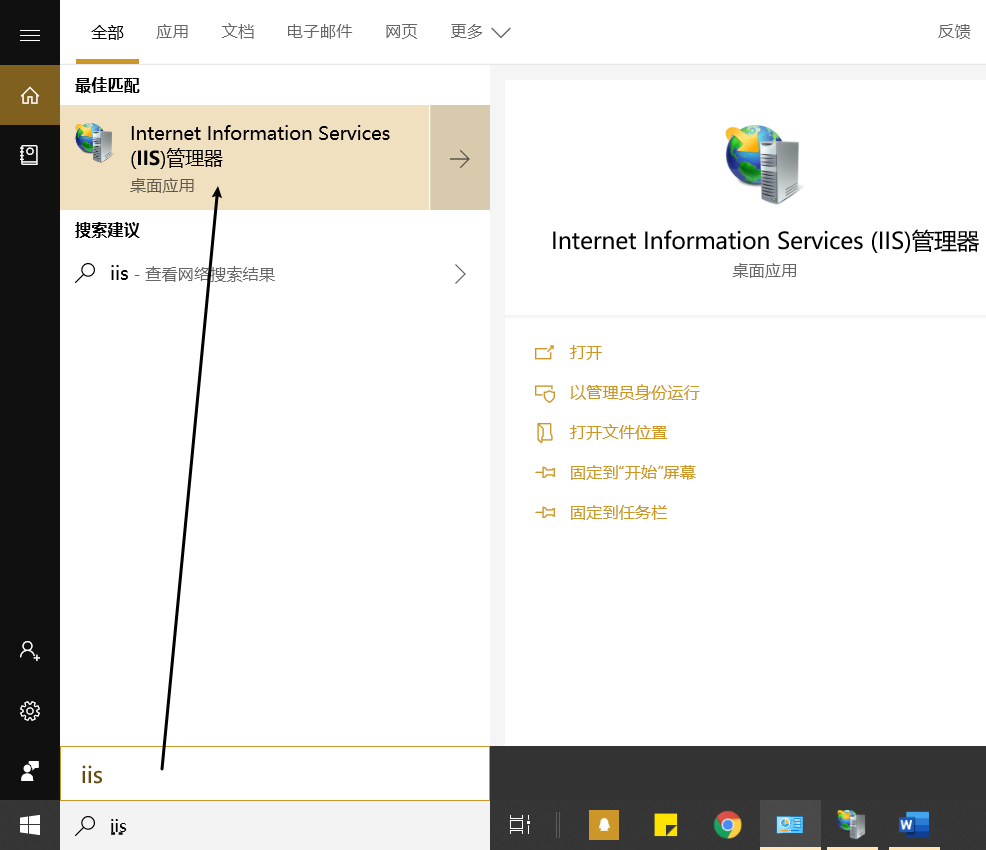 全部 应用 文档 电子邮件 网页 更多 反馈
最佳匹配
Internet Information Services
(IIS)管理器
桌面应用
搜索建议
iis - 查看网络搜索结果
Internet Information Services (IIS)管理器
桌面应用
打开
以管理员身份运行
打开文件位置
固定到“开始”屏幕
固定到任务栏
iis
iis